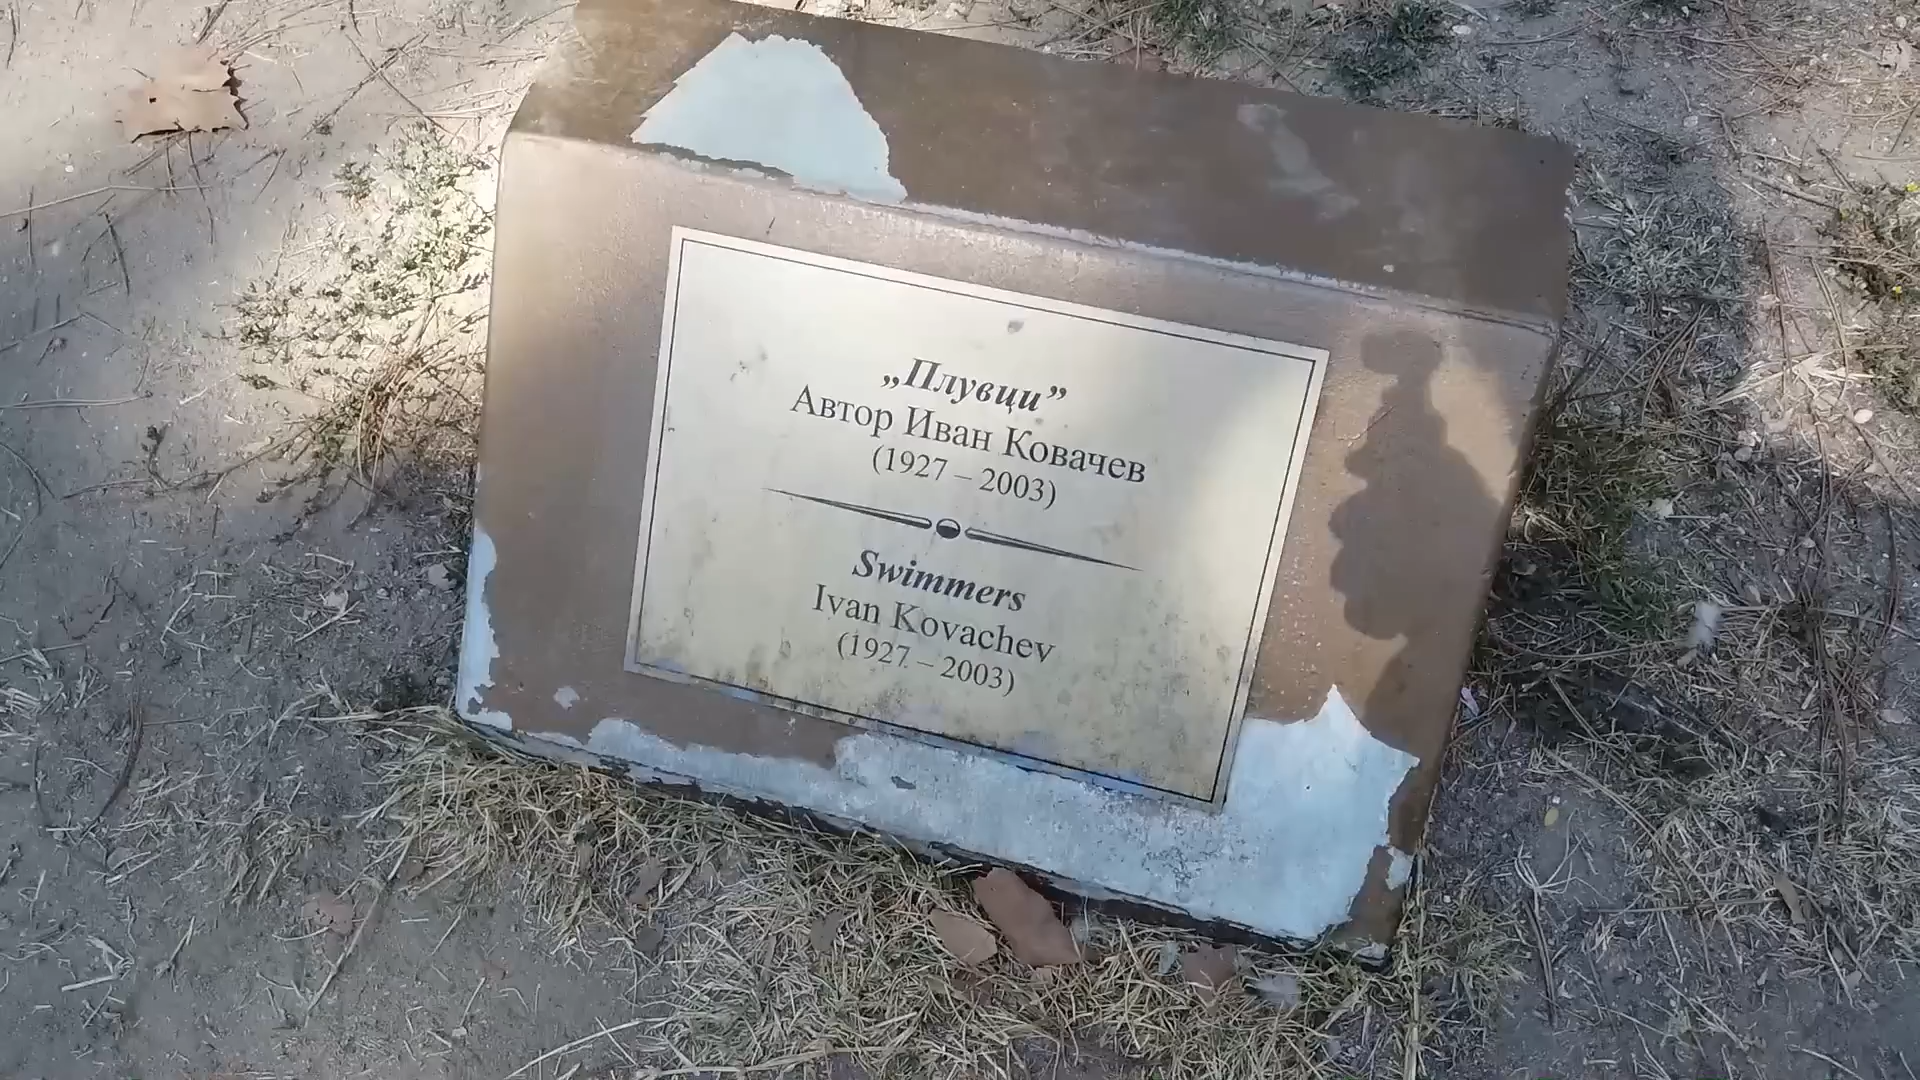 „Плувци”
Автор Иван Ковачев
(1927 – 2003)
Swimmers
Ivan Kovachev
(1927 – 2003)